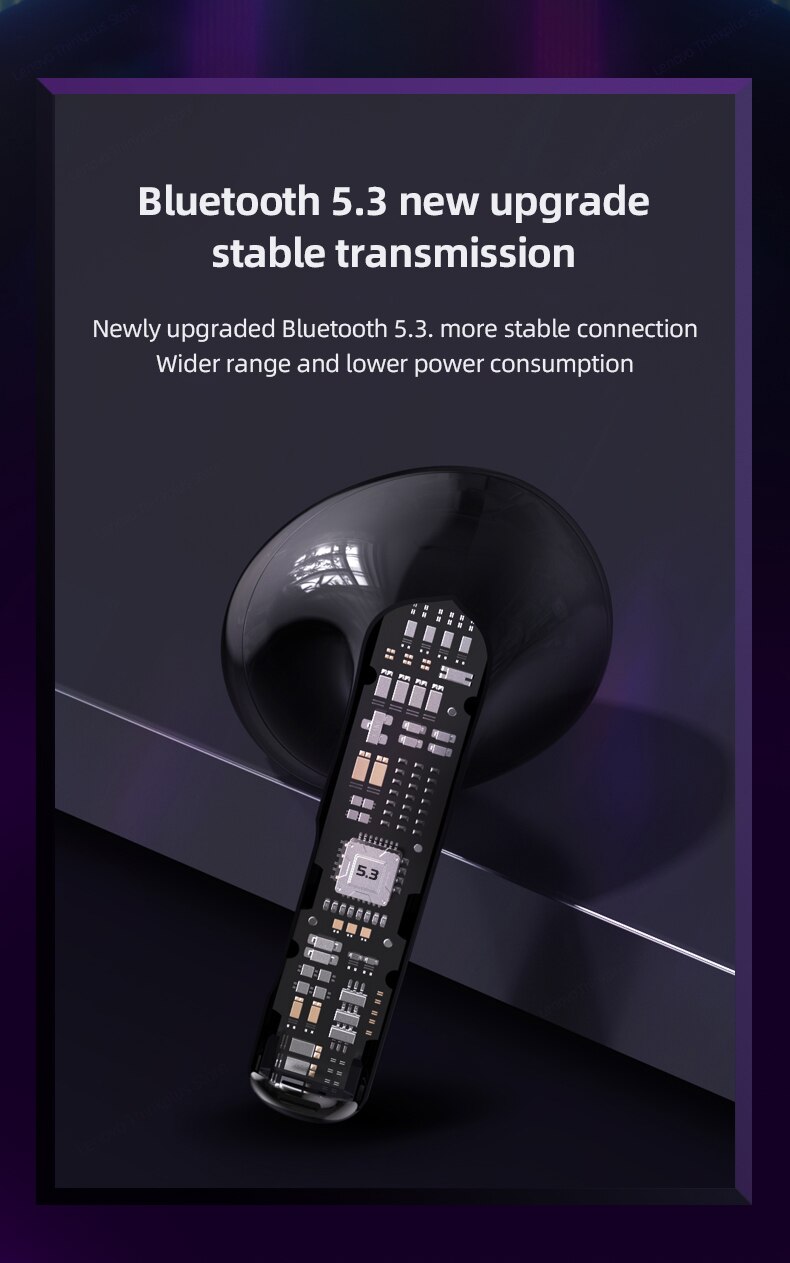 Bluetooth 5.3 new upgrade
stable transmission
Newly upgraded Bluetooth 5.3. more stable connection
Wider range and lower power consumption
5.3